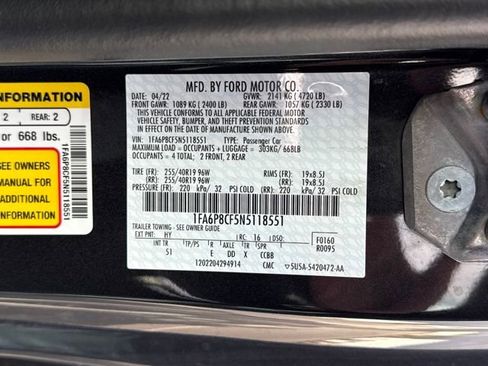 NFORMATION
2 REAR: 2
or 668 lbs.
SEE OWNERS
MANUAL FOR
ADDITIONAL
INFORMATION
1FA6P8CF5N5118551
MFD. BY FORD MOTOR CO.
DATE: 04/22 GVWR: 2141 KG ( 4720 LB)
FRONT GAWR: 1089 KG ( 2400 LB) REAR GAWR: 1057 KG ( 2330 LB)
THIS VEHICLE CONFORMS TO ALL APPLICABLE FEDERAL MOTOR VEHICLE
SAFETY, BUMPER, AND THEFT PREVENTION STANDARDS IN EFFECT ON THE DATE OF
MANUFACTURE SHOWN ABOVE.
VIN: 1FA6P8CF5N5118551 TYPE: Passenger Car
MAXIMUM LOAD = OCCUPANTS + LUGGAGE = 303KG/ 668LB
OCCUPANTS = 4 TOTAL: 2 FRONT, 2 REAR
TIRE (FR): 255/40R19 96W RIMS (FR): 19x8.5J
TIRE (RR): 255/40R19 96W RIMS (RR): 19x8.5J
PRESSURE (FR): 220 kPa/ 32 PSI COLD (RR): 220 kPa/ 32 PSI COLD
1FA6P8CF5N5118551
TRAILER TOWING - SEE OWNER GUIDE
EXT PNT: HY RC: 16 DSO: F0160
R0095
INT TR TP/PS R AXLE TR SPR
S1 E DD X CCBB
1202204294914 CMC SU5A-5420472-AA